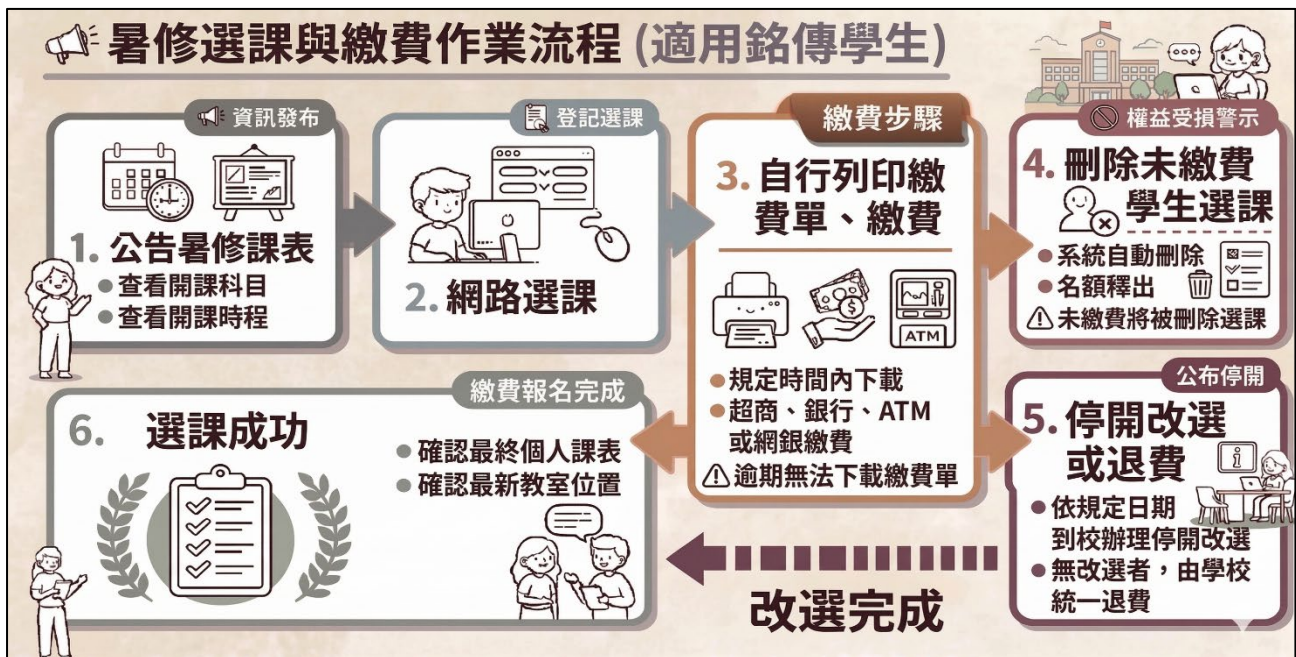 暑修選課與繳費作業流程 (適用銘傳學生)
資訊發布
1. 公告暑修課表
●查看開課科目
●查看開課時程
登記選課
2. 網路選課
繳費步驟
3. 自行列印繳
費單、繳費
ATM
●規定時間內下載
●超商、銀行、ATM
或網銀繳費
⚠逾期無法下載繳費單
權益受損警示
4. 刪除未繳費
學生選課
●系統自動刪除
●名額釋出
⚠未繳費將被刪除選課
公布停開
5. 停開改選
或退費
i
●依規定日期
到校辦理停開改選
●無改選者，由學校
統一退費
改選完成
繳費報名完成
6. 選課成功
●確認最終個人課表
●確認最新教室位置